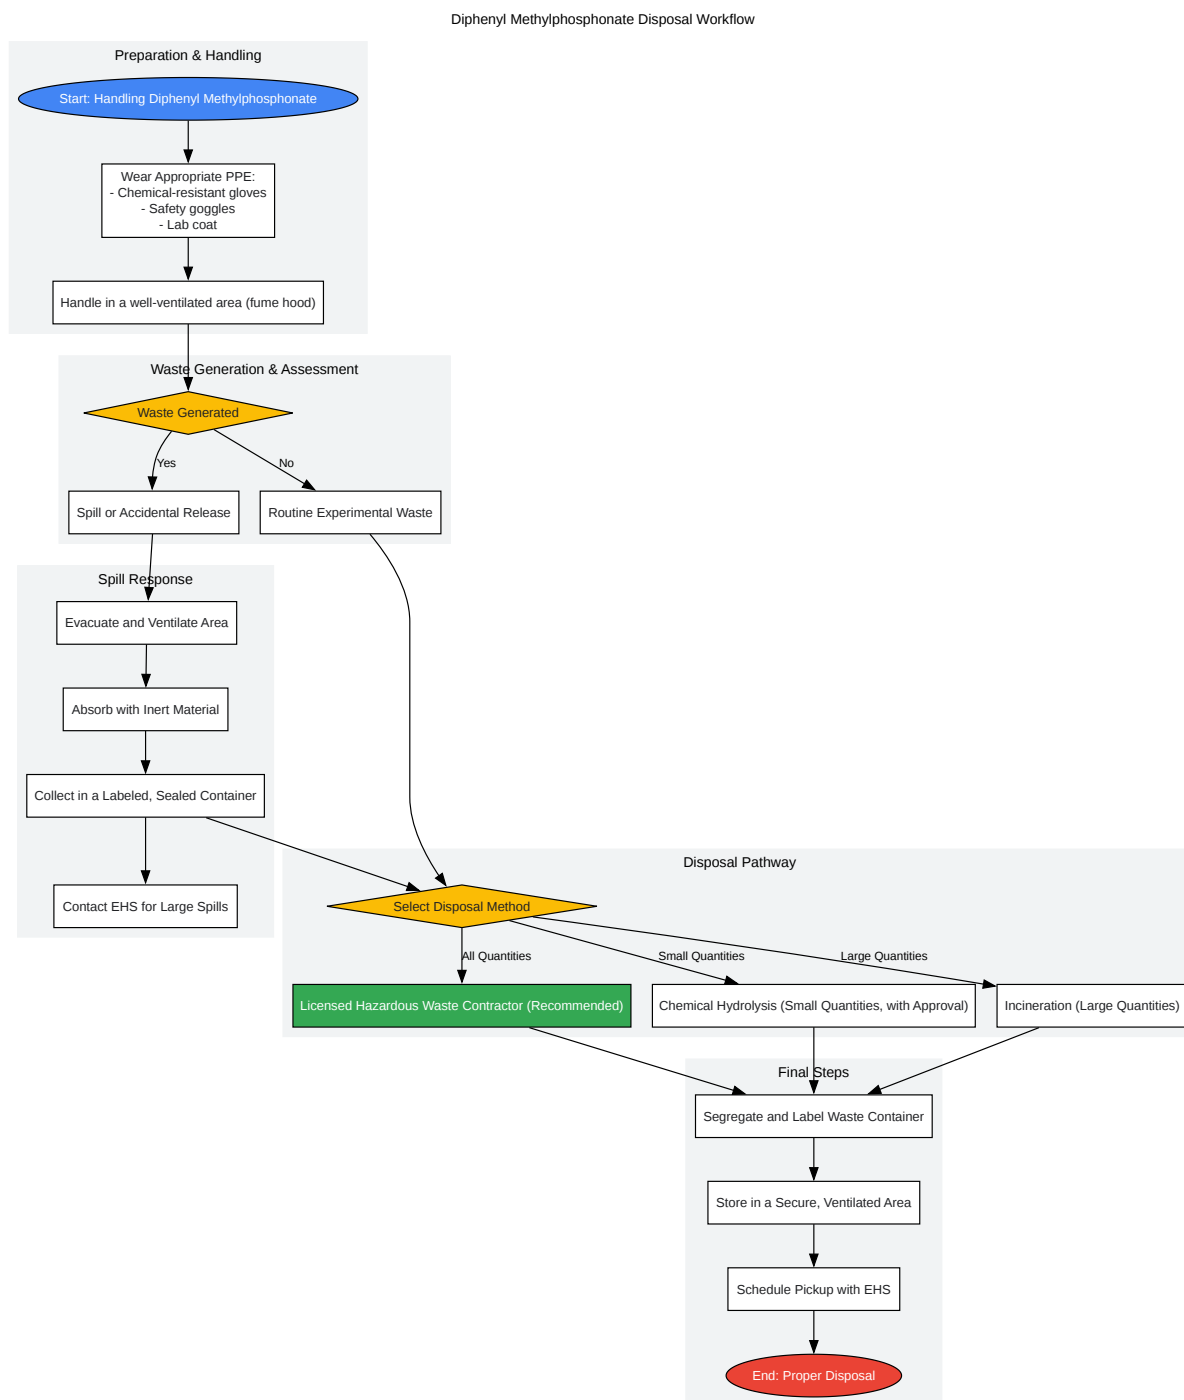 Diphenyl Methylphosphonate Disposal Workflow
Preparation & Handling
Start: Handling Diphenyl Methylphosphonate
Wear Appropriate PPE:
- Chemical-resistant gloves
- Safety goggles
- Lab coat
Handle in a well-ventilated area (fume hood)
Waste Generation & Assessment
Waste Generated
Yes
No
Spill or Accidental Release
Routine Experimental Waste
Spill Response
Evacuate and Ventilate Area
Absorb with Inert Material
Collect in a Labeled, Sealed Container
Contact EHS for Large Spills
Disposal Pathway
Select Disposal Method
All Quantities
Small Quantities
Large Quantities
Licensed Hazardous Waste Contractor (Recommended)
Chemical Hydrolysis (Small Quantities, with Approval)
Incineration (Large Quantities)
Final Steps
Segregate and Label Waste Container
Store in a Secure, Ventilated Area
Schedule Pickup with EHS
End: Proper Disposal